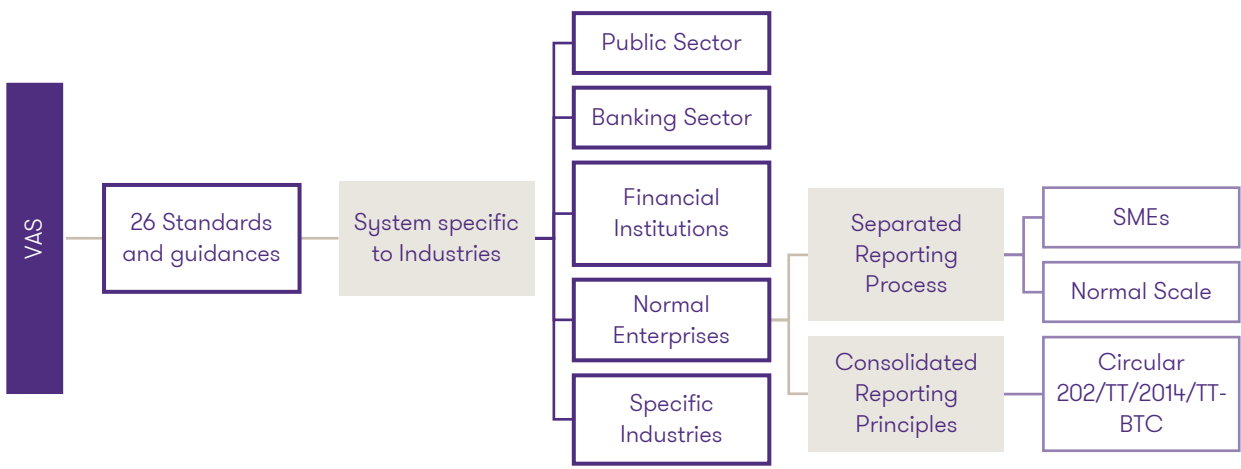 VAS
26 Standards
and guidances
System specific
to Industries
Public Sector
Banking Sector
Financial
Institutions
Normal
Enterprises
Specific
Industries
Separated
Reporting
Process
Consolidated
Reporting
Principles
SMEs
Normal Scale
Circular
202/TT/2014/TT-
BTC